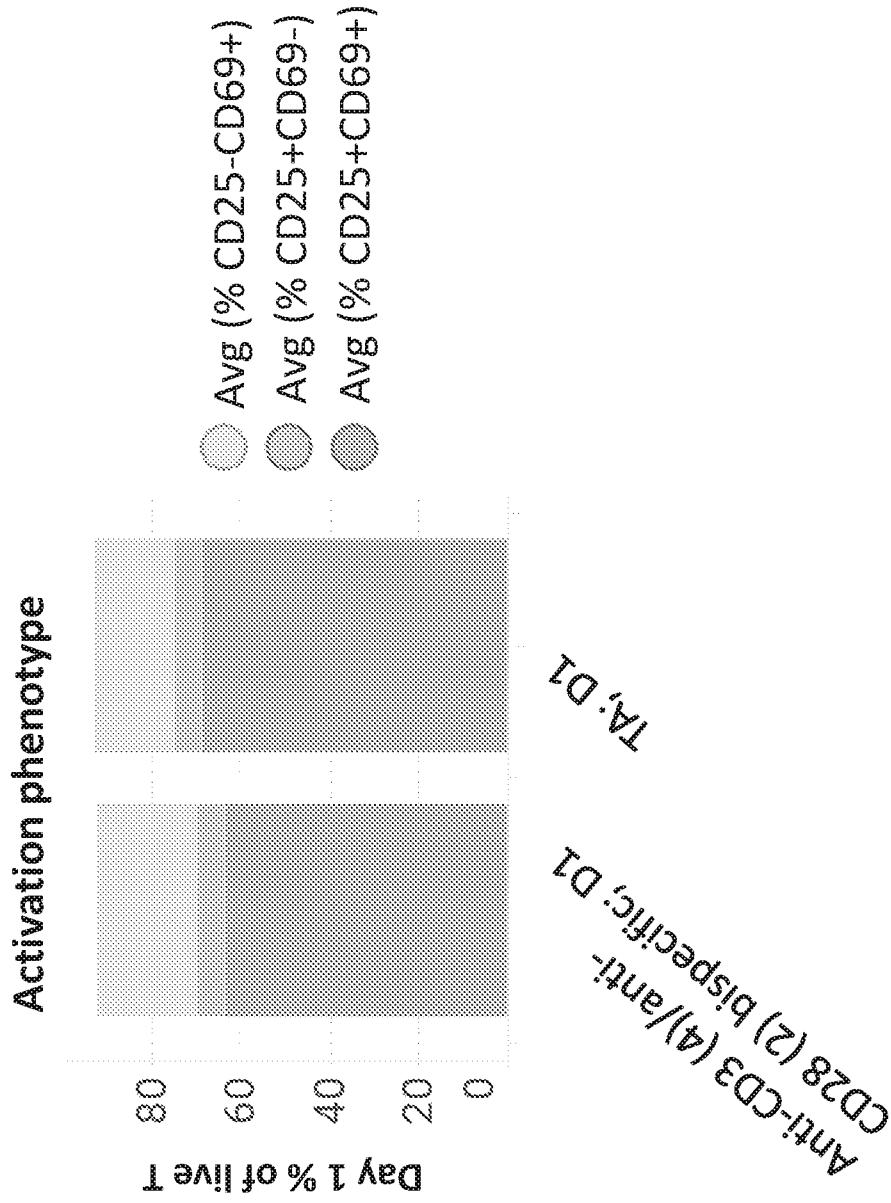 Activation phenotype
Day 1 % of live T
80
60
40
20
0
Anti-CD3 (4)/anti-
CD28 (2) bispecific; D1
TA; D1
Avg (% CD25-CD69+)
Avg (% CD25+CD69-)
Avg (% CD25+CD69+)